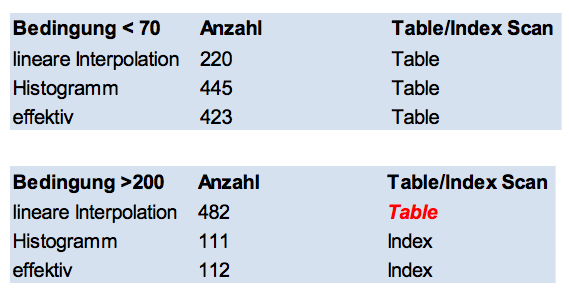 Bedingung < 70 Anzahl Table/Index Scan
lineare Interpolation 220 Table
Histogramm 445 Table
effektiv 423 Table
Bedingung >200 Anzahl Table/Index Scan
lineare Interpolation 482 Table
Histogramm 111 Index
effektiv 112 Index